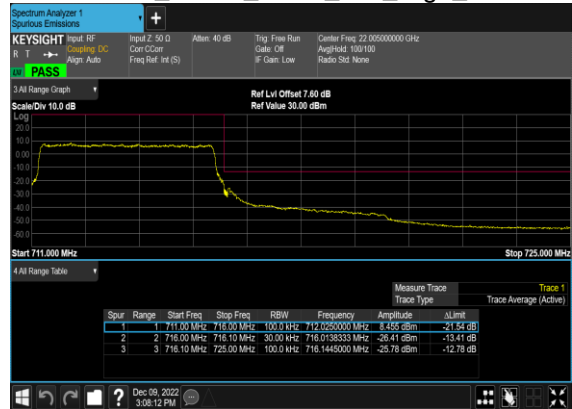 Spectrum Analyzer 1
Spurious Emissions
+
KEYSIGHT
R T
Input: RF
Coupling: DC
Align: Auto
Input Z: 50 Ω
Corr CCorr
Freq Ref: Int (S)
Atten: 40 dB
Trig: Free Run
Gate: Off
IF Gain: Low
Center Freq: 22.005000000 GHz
Avg|Hold: 100/100
Radio Std: None
PASS
3 All Range Graph
Scale/Div 10.0 dB
Ref Lvl Offset 7.60 dB
Ref Value 30.00 dBm
Log
20.0
10.0
0.00
-10.0
-20.0
-30.0
-40.0
-50.0
-60.0
Start 711.000 MHz
Stop 725.000 MHz
4 All Range Table
Measure Trace Trace 1
Trace Type Trace Average (Active)
Spur Range Start Freq Stop Freq RBW Frequency Amplitude ΔLimit
1 1 711.00 MHz 716.00 MHz 100.0 kHz 712.0250000 MHz 8.455 dBm -21.54 dB
2 2 716.00 MHz 716.10 MHz 30.00 kHz 716.0138333 MHz -26.41 dBm -13.41 dB
3 3 716.10 MHz 725.00 MHz 100.0 kHz 716.1445000 MHz -25.78 dBm -12.78 dB
?
Dec 09, 2022
3:08:12 PM